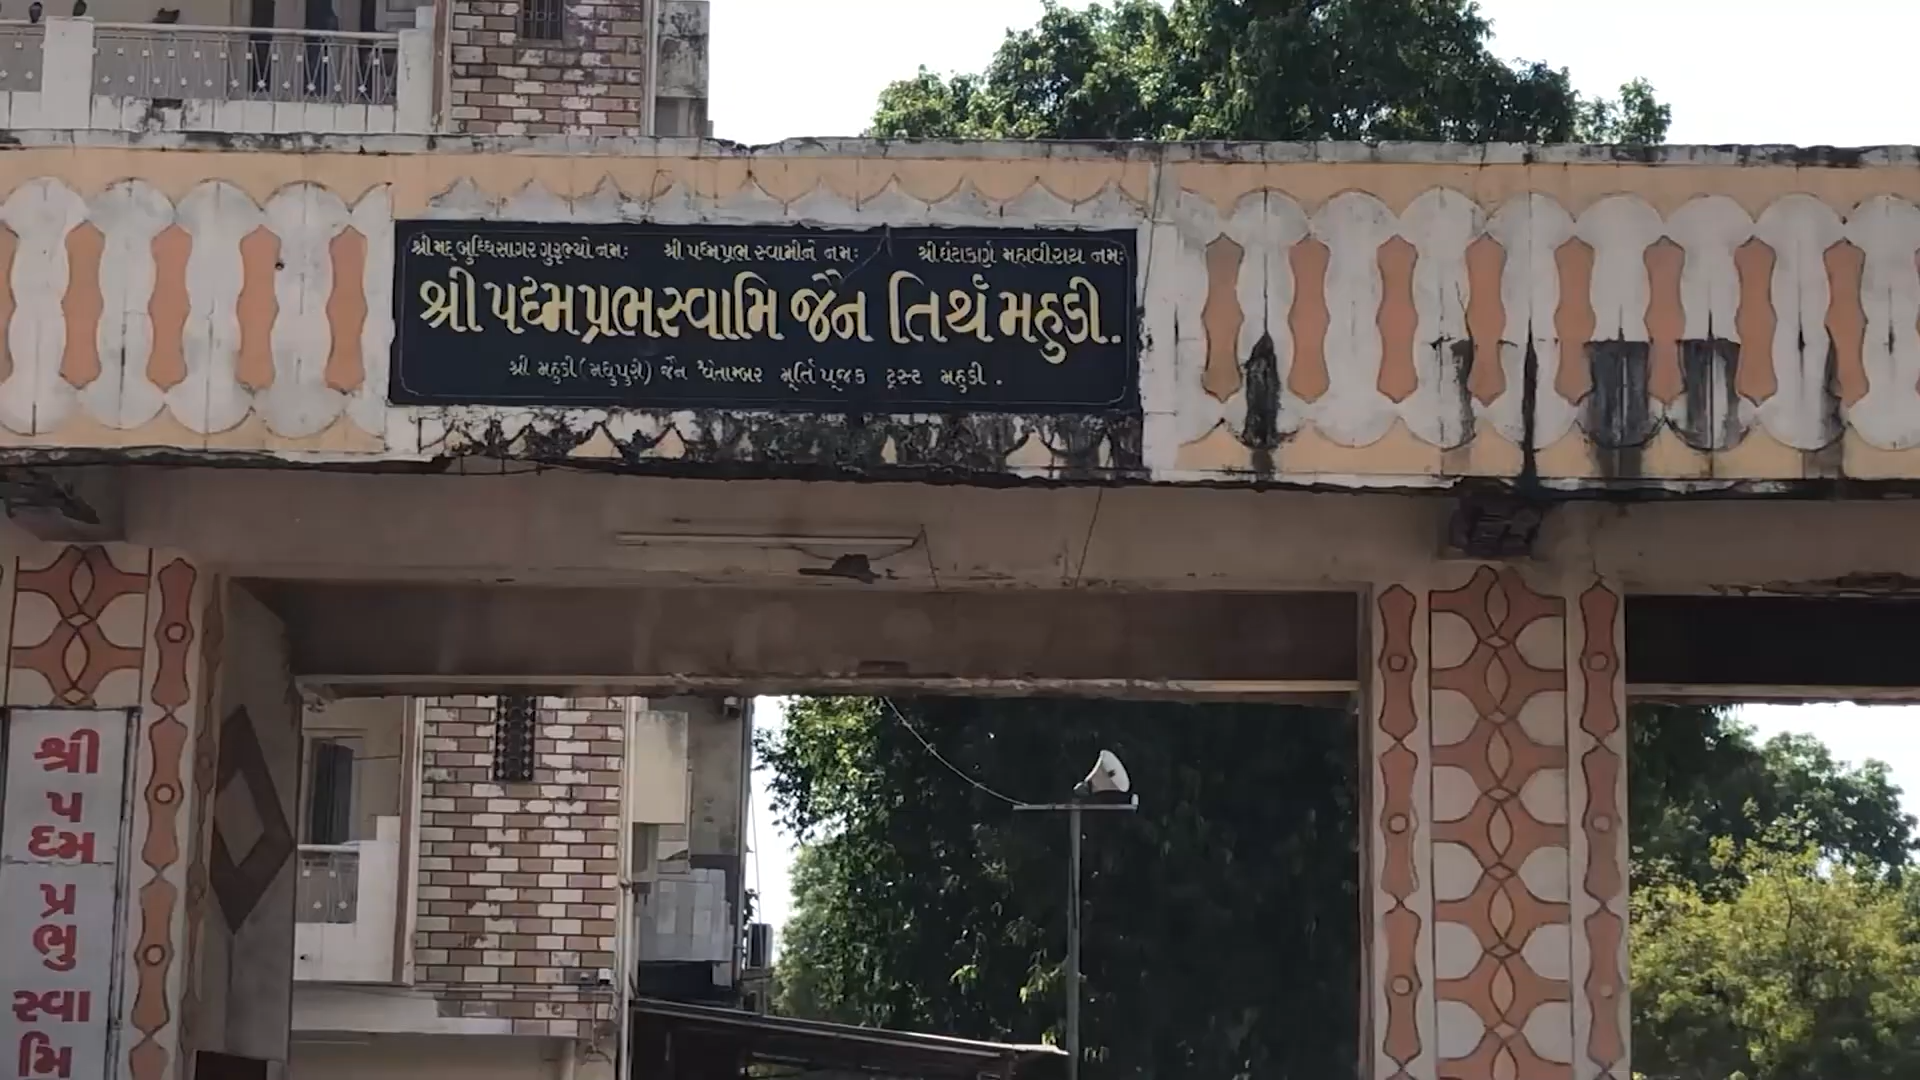 શ્રીમદ્ બુધ્ધિસાગર ગુરૂભ્યો નમઃ શ્રી પદ્મપ્રભ સ્વામીને નમઃ શ્રી ઘંટાકર્ણ મહાવીરાય નમઃ
શ્રી પદ્મપ્રભસ્વામિ જૈન તિર્થ મહુડી.
શ્રી મહુડી (મધુપુરી) જૈન શ્વેતામ્બર મૂર્તિ પૂજક ટ્રસ્ટ મહુડી .
શ્રી
પ
દ્મ
પ્ર
ભુ
સ્વા
મિ